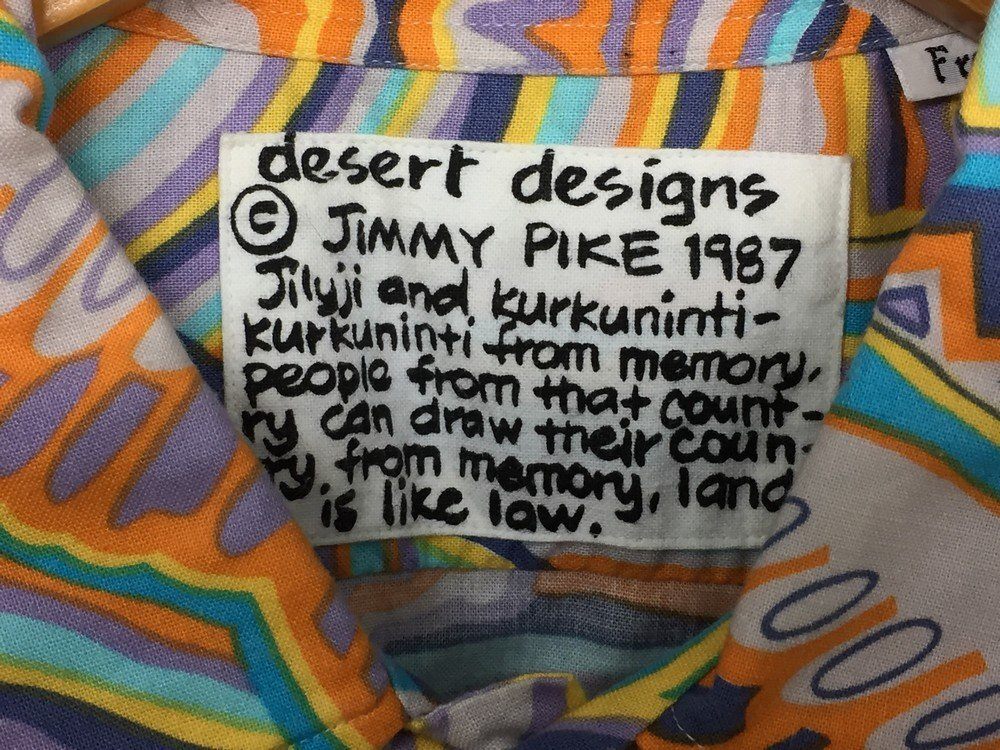 desert designs
© JIMMY PIKE 1987
Jilyji and kurkuninti-
kurkuninti from memory,
people from that count-
ry can draw their coun-
ry from memory, land
is like law.